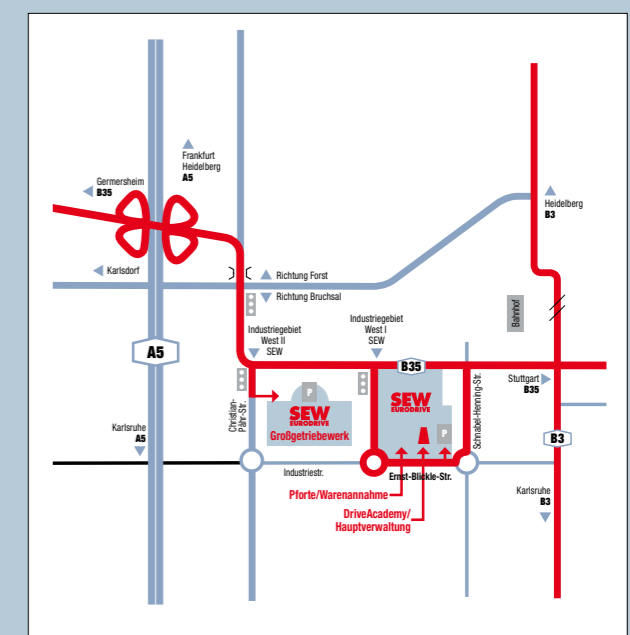 Frankfurt
Heidelberg
A5
Germersheim
B35
Heidelberg
B3
Karlsdorf
Richtung Forst
Richtung Bruchsal
Bahnhof
Industriegebiet
West II
SEW
Industriegebiet
West I
SEW
A5
B35
Stuttgart
B35
P
SEW
EURODRIVE
Großgetriebewerk
SEW
EURODRIVE
P
Christian-
Pähr-Str.
Schnabel-Henning-Str.
Karlsruhe
A5
B3
Industriestr.
Ernst-Blickle-Str.
Pforte/Warenannahme
DriveAcademy/
Hauptverwaltung
Karlsruhe
B3